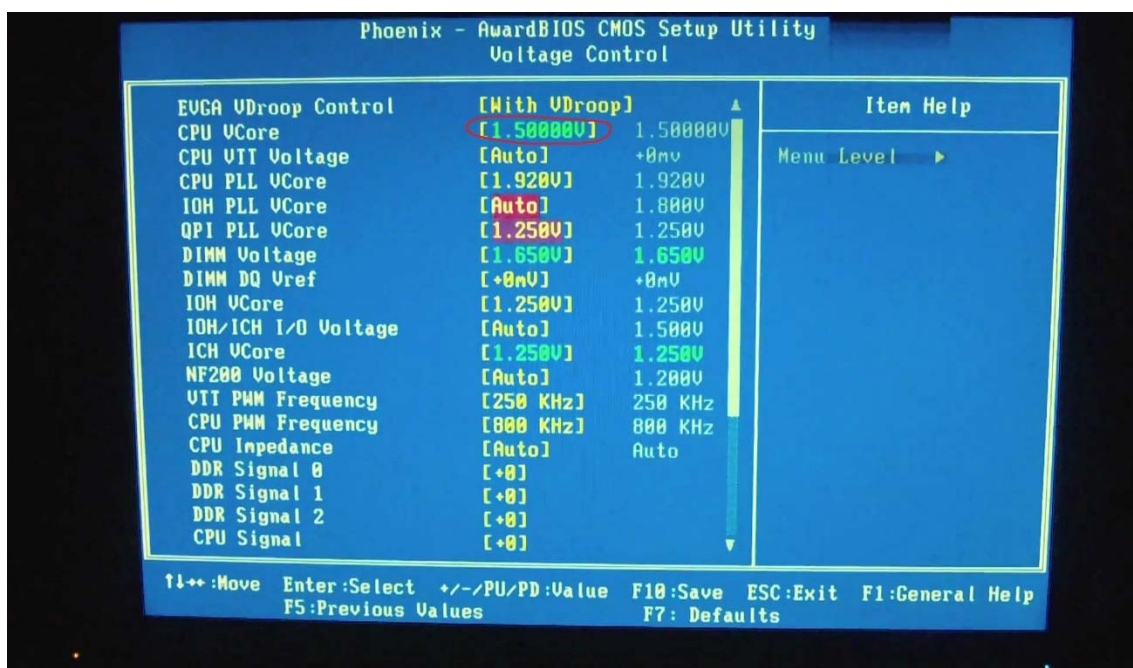 Phoenix - AwardBIOS CMOS Setup Utility
Voltage Control
EVGA VDroop Control [With VDroop]
CPU VCore [1.50000V] 1.50000V
CPU VTT Voltage [Auto] +0mv
CPU PLL VCore [1.920V] 1.920V
IOH PLL VCore [Auto] 1.800V
QPI PLL VCore [1.250V] 1.250V
DIMM Voltage [1.650V] 1.650V
DIMM DQ Vref [+0mV] +0mV
IOH VCore [1.250V] 1.250V
IOH/ICH I/O Voltage [Auto] 1.500V
ICH VCore [1.250V] 1.250V
NF200 Voltage [Auto] 1.200V
VTT PWM Frequency [250 KHz] 250 KHz
CPU PWM Frequency [800 KHz] 800 KHz
CPU Impedance [Auto] Auto
DDR Signal 0 [+0]
DDR Signal 1 [+0]
DDR Signal 2 [+0]
CPU Signal [+0]
Item Help
Menu Level ▶
↑↓→←:Move Enter:Select +/-/PU/PD:Value F10:Save ESC:Exit F1:General Help
F5:Previous Values F7: Defaults